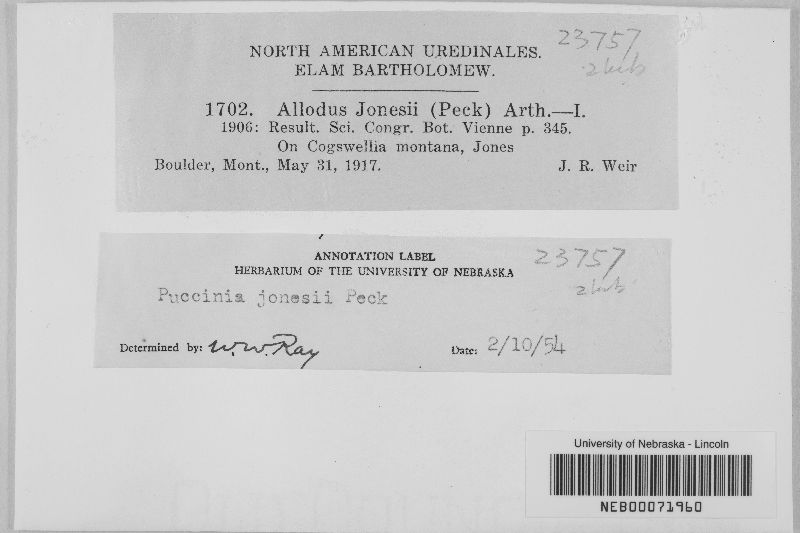 NORTH AMERICAN UREDINALES. 23757
ELAM BARTHOLOMEW.
1702. Allodus Jonesii (Peck) Arth.—I.
1906: Result. Sci. Congr. Bot. Vienne p. 345.
On Cogswellia montana, Jones
Boulder, Mont., May 31, 1917. J. R. Weir
ANNOTATION LABEL 23757
HERBARIUM OF THE UNIVERSITY OF NEBRASKA
Puccinia jonesii Peck
Determined by: W. W. Ray Date: 2/10/54
University of Nebraska - Lincoln
NEB00071960